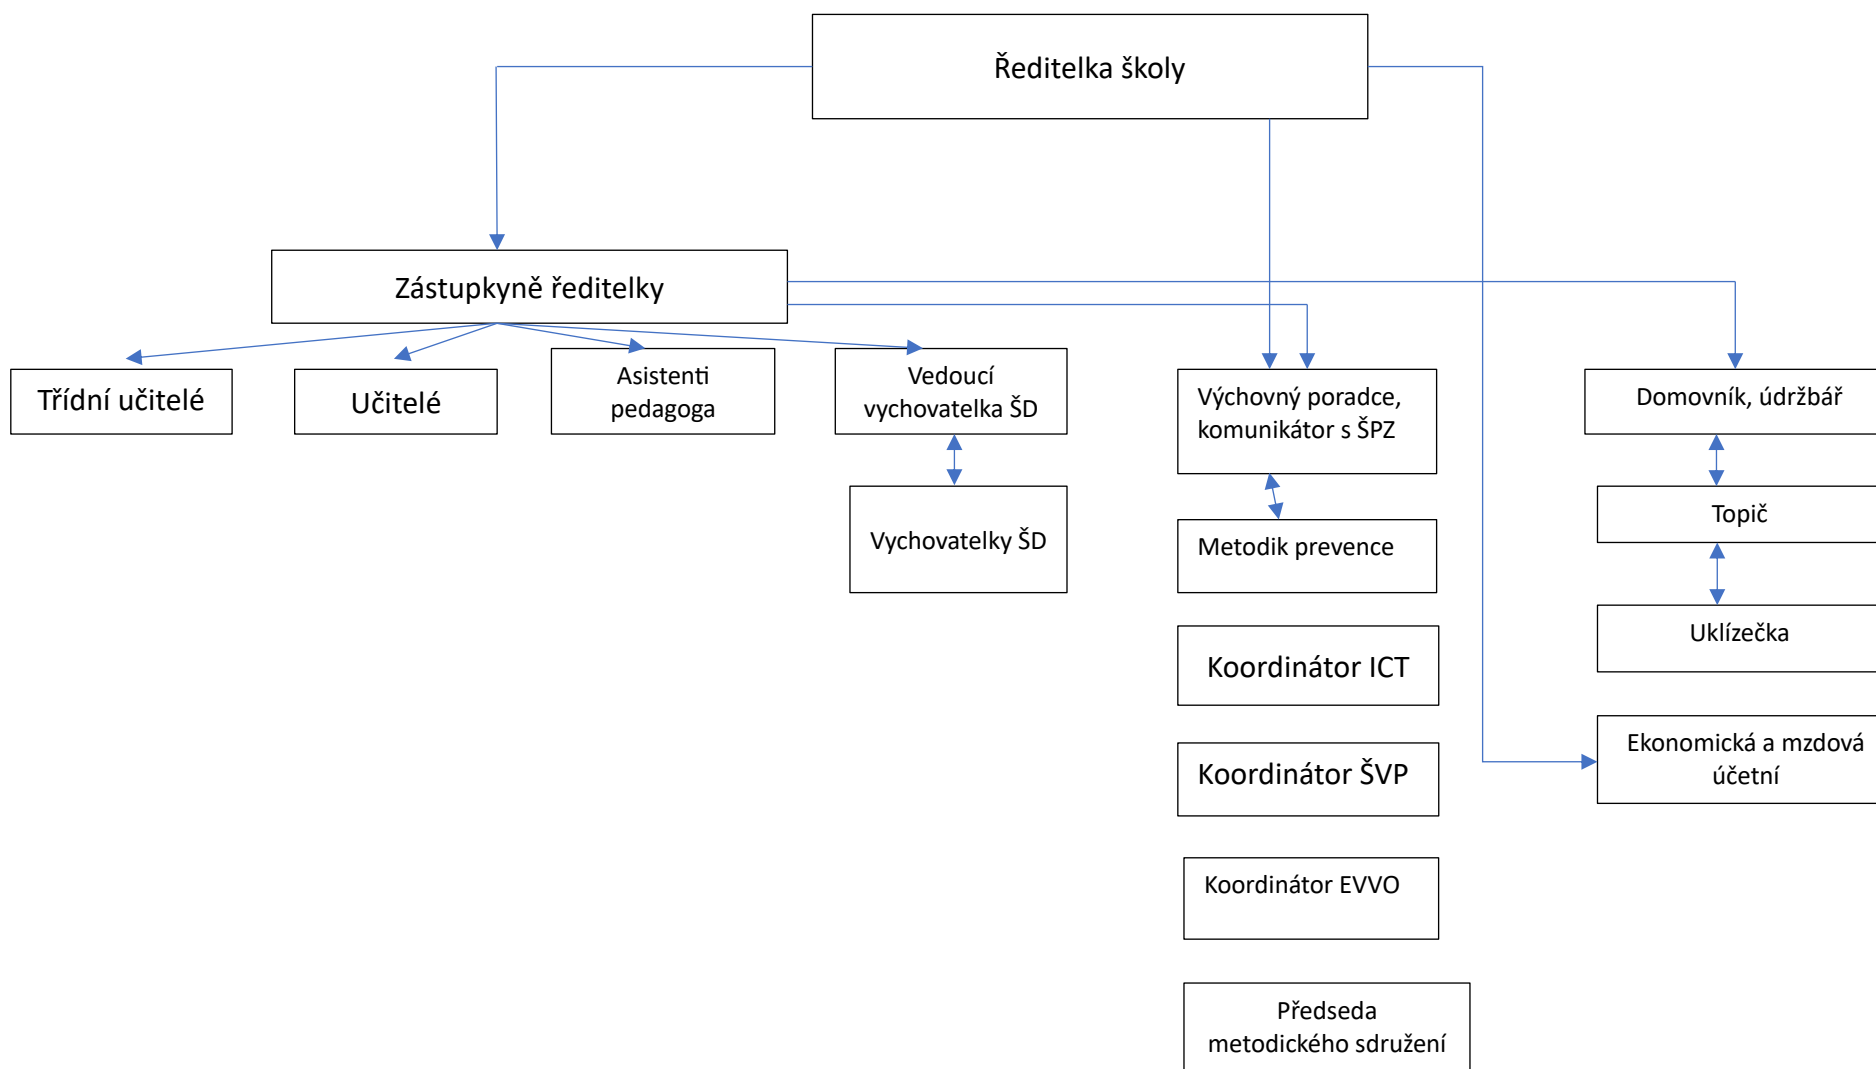 Ředitelka školy
Zástupkyně ředitelky
Třídní učitelé
Učitelé
Asistenti
pedagoga
Vedoucí
vychovatelka ŠD
Výchovný poradce,
komunikátor s ŠPZ
Domovník, údržbář
Vychovatelky ŠD
Metodik prevence
Topič
Uklízečka
Koordinátor ICT
Ekonomická a mzdová
účetní
Koordinátor ŠVP
Koordinátor EVVO
Předseda
metodického sdružení